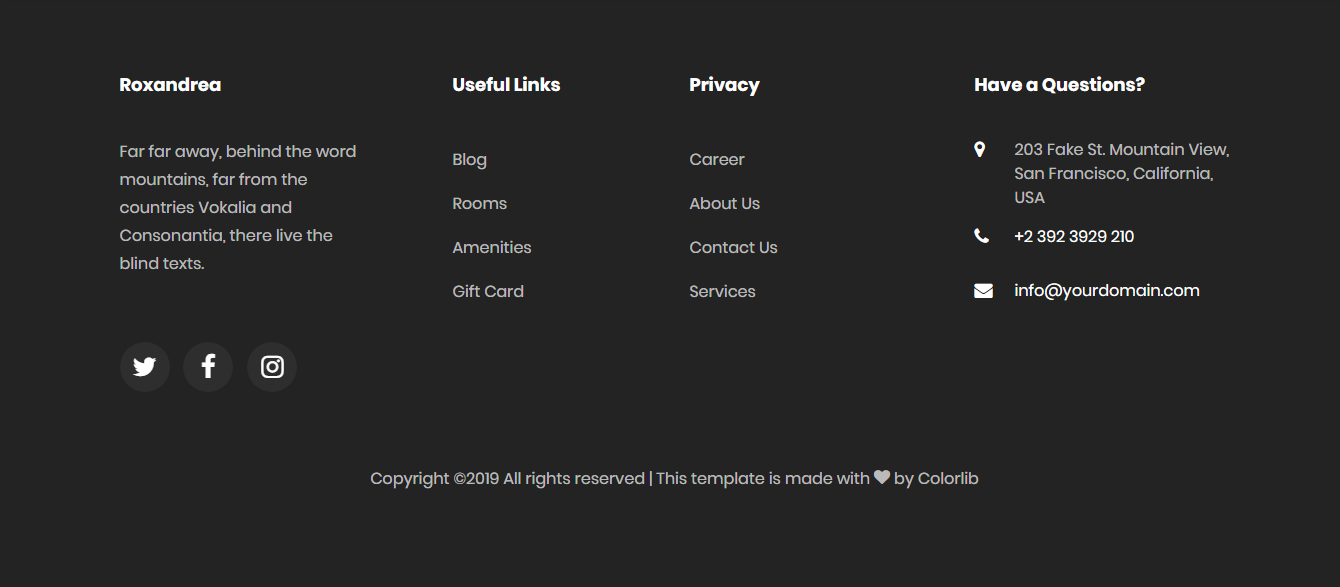 Roxandrea
Far far away, behind the word
mountains, far from the
countries Vokalia and
Consonantia, there live the
blind texts.
Useful Links
Blog
Rooms
Amenities
Gift Card
Privacy
Career
About Us
Contact Us
Services
Have a Questions?
203 Fake St. Mountain View,
San Francisco, California,
USA
+2 392 3929 210
info@yourdomain.com
Copyright ©2019 All rights reserved | This template is made with ♥ by Colorlib